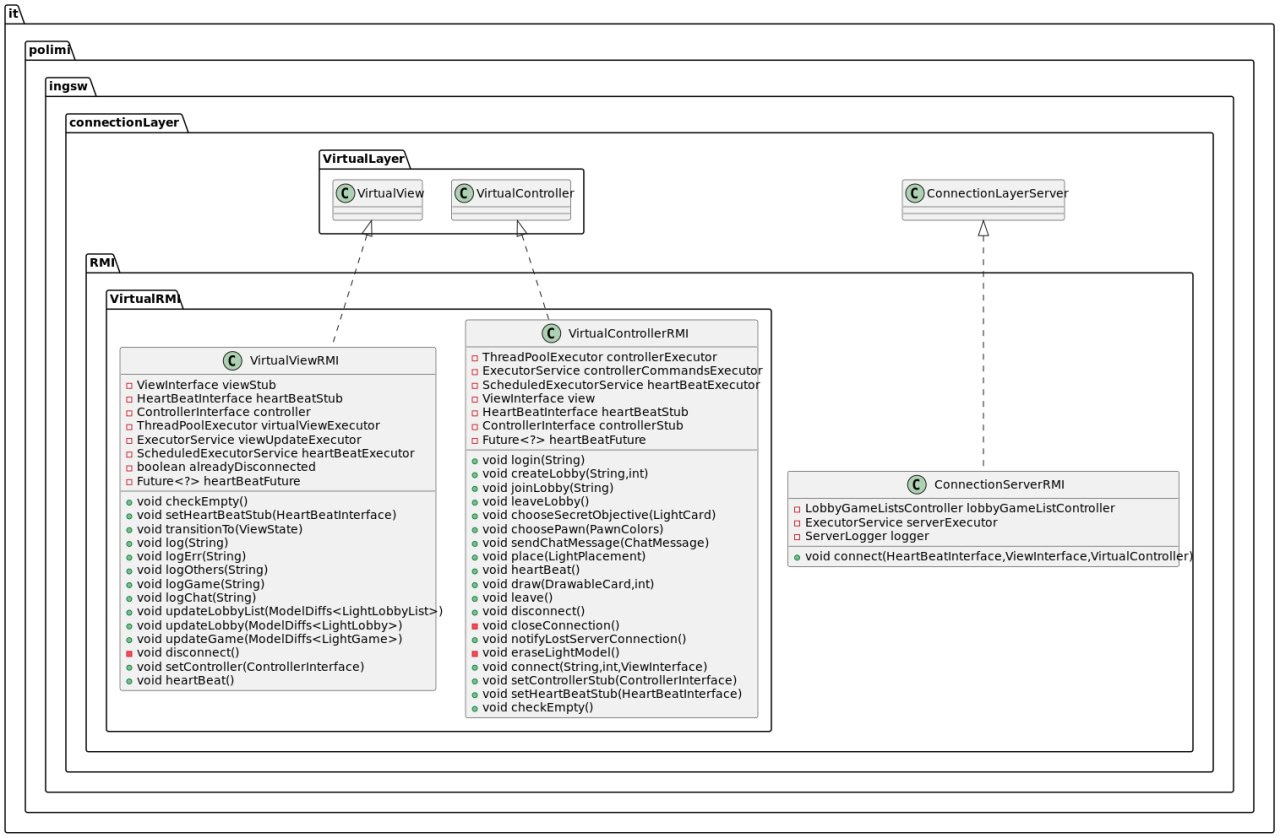 it
polimi
ingsw
connectionLayer
VirtualLayer
C VirtualView
C VirtualController
C ConnectionLayerServer
RMI
VirtualRMI
C VirtualViewRMI
ViewInterface viewStub
HeartBeatInterface heartBeatStub
ControllerInterface controller
ThreadPoolExecutor virtualViewExecutor
ExecutorService viewUpdateExecutor
ScheduledExecutorService heartBeatExecutor
boolean alreadyDisconnected
Future<?> heartBeatFuture
void checkEmpty()
void setHeartBeatStub(HeartBeatInterface)
void transitionTo(ViewState)
void log(String)
void logErr(String)
void logOthers(String)
void logGame(String)
void logChat(String)
void updateLobbyList(ModelDiffs<LightLobbyList>)
void updateLobby(ModelDiffs<LightLobby>)
void updateGame(ModelDiffs<LightGame>)
void disconnect()
void setController(ControllerInterface)
void heartBeat()
C VirtualControllerRMI
ThreadPoolExecutor controllerExecutor
ExecutorService controllerCommandsExecutor
ScheduledExecutorService heartBeatExecutor
ViewInterface view
HeartBeatInterface heartBeatStub
ControllerInterface controllerStub
Future<?> heartBeatFuture
void login(String)
void createLobby(String,int)
void joinLobby(String)
void leaveLobby()
void chooseSecretObjective(LightCard)
void choosePawn(PawnColors)
void sendChatMessage(ChatMessage)
void place(LightPlacement)
void heartBeat()
void draw(DrawableCard,int)
void leave()
void disconnect()
void closeConnection()
void notifyLostServerConnection()
void eraseLightModel()
void connect(String,int,ViewInterface)
void setControllerStub(ControllerInterface)
void setHeartBeatStub(HeartBeatInterface)
void checkEmpty()
C ConnectionServerRMI
LobbyGameListsController lobbyGameListController
ExecutorService serverExecutor
ServerLogger logger
void connect(HeartBeatInterface,ViewInterface,VirtualController)